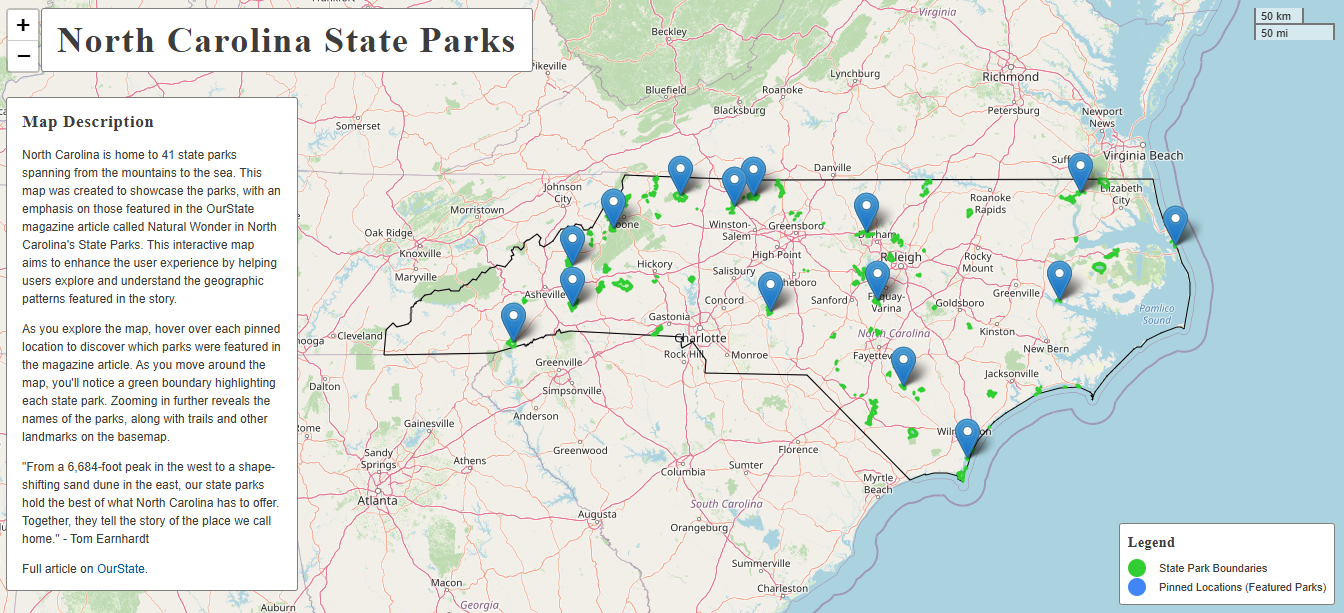 +
−
North Carolina State Parks
Map Description
North Carolina is home to 41 state parks
spanning from the mountains to the sea. This
map was created to showcase the parks, with an
emphasis on those featured in the OurState
magazine article called Natural Wonder in North
Carolina's State Parks. This interactive map
aims to enhance the user experience by helping
users explore and understand the geographic
patterns featured in the story.
As you explore the map, hover over each pinned
location to discover which parks were featured in
the magazine article. As you move around the
map, you'll notice a green boundary highlighting
each state park. Zooming in further reveals the
names of the parks, along with trails and other
landmarks on the basemap.
"From a 6,684-foot peak in the west to a shape-
shifting sand dune in the east, our state parks
hold the best of what North Carolina has to offer.
Together, they tell the story of the place we call
home." - Tom Earnhardt
Full article on OurState.
50 km
50 mi
Virginia
Beckley
Pikeville
Lynchburg
Richmond
Bluefield
Roanoke
Blacksburg
Petersburg
Newport
News
Somerset
Virginia Beach
Suff
Danville
Johnson
City
Elizabeth
City
Roanoke
Rapids
Morristown
oone
Winston-
Salem
Greensboro
Oak Ridge
Durham
Knoxville
High Point
Raleigh
Rocky
Mount
Hickory
Salisbury
Maryville
heboro
Asheville
Concord
Sanford
Fuquay-
Varina
Goldsboro
Greenville
Pamlico
Sound
Gastonia
Cleveland
ooga
Charlotte
North Carolina
Kinston
New Bern
Rock Hill
Monroe
Fayettev
Greenville
Jacksonville
Dalton
Simpsonville
Anderson
Gainesville
Rome
Wilm
on
Greenwood
Florence
Sandy
Springs
Athens
Columbia
Sumter
Myrtle
Beach
Atlanta
South Carolina
Augusta
Orangeburg
Summerville
Macon
Charleston
Georgia
Auburn
Legend
State Park Boundaries
Pinned Locations (Featured Parks)